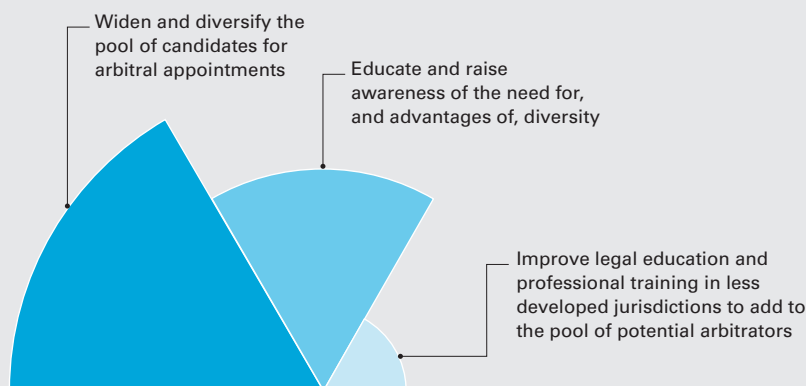 Widen and diversify the
pool of candidates for
arbitral appointments
Educate and raise
awareness of the need for,
and advantages of, diversity
Improve legal education and
professional training in less
developed jurisdictions to add to
the pool of potential arbitrators